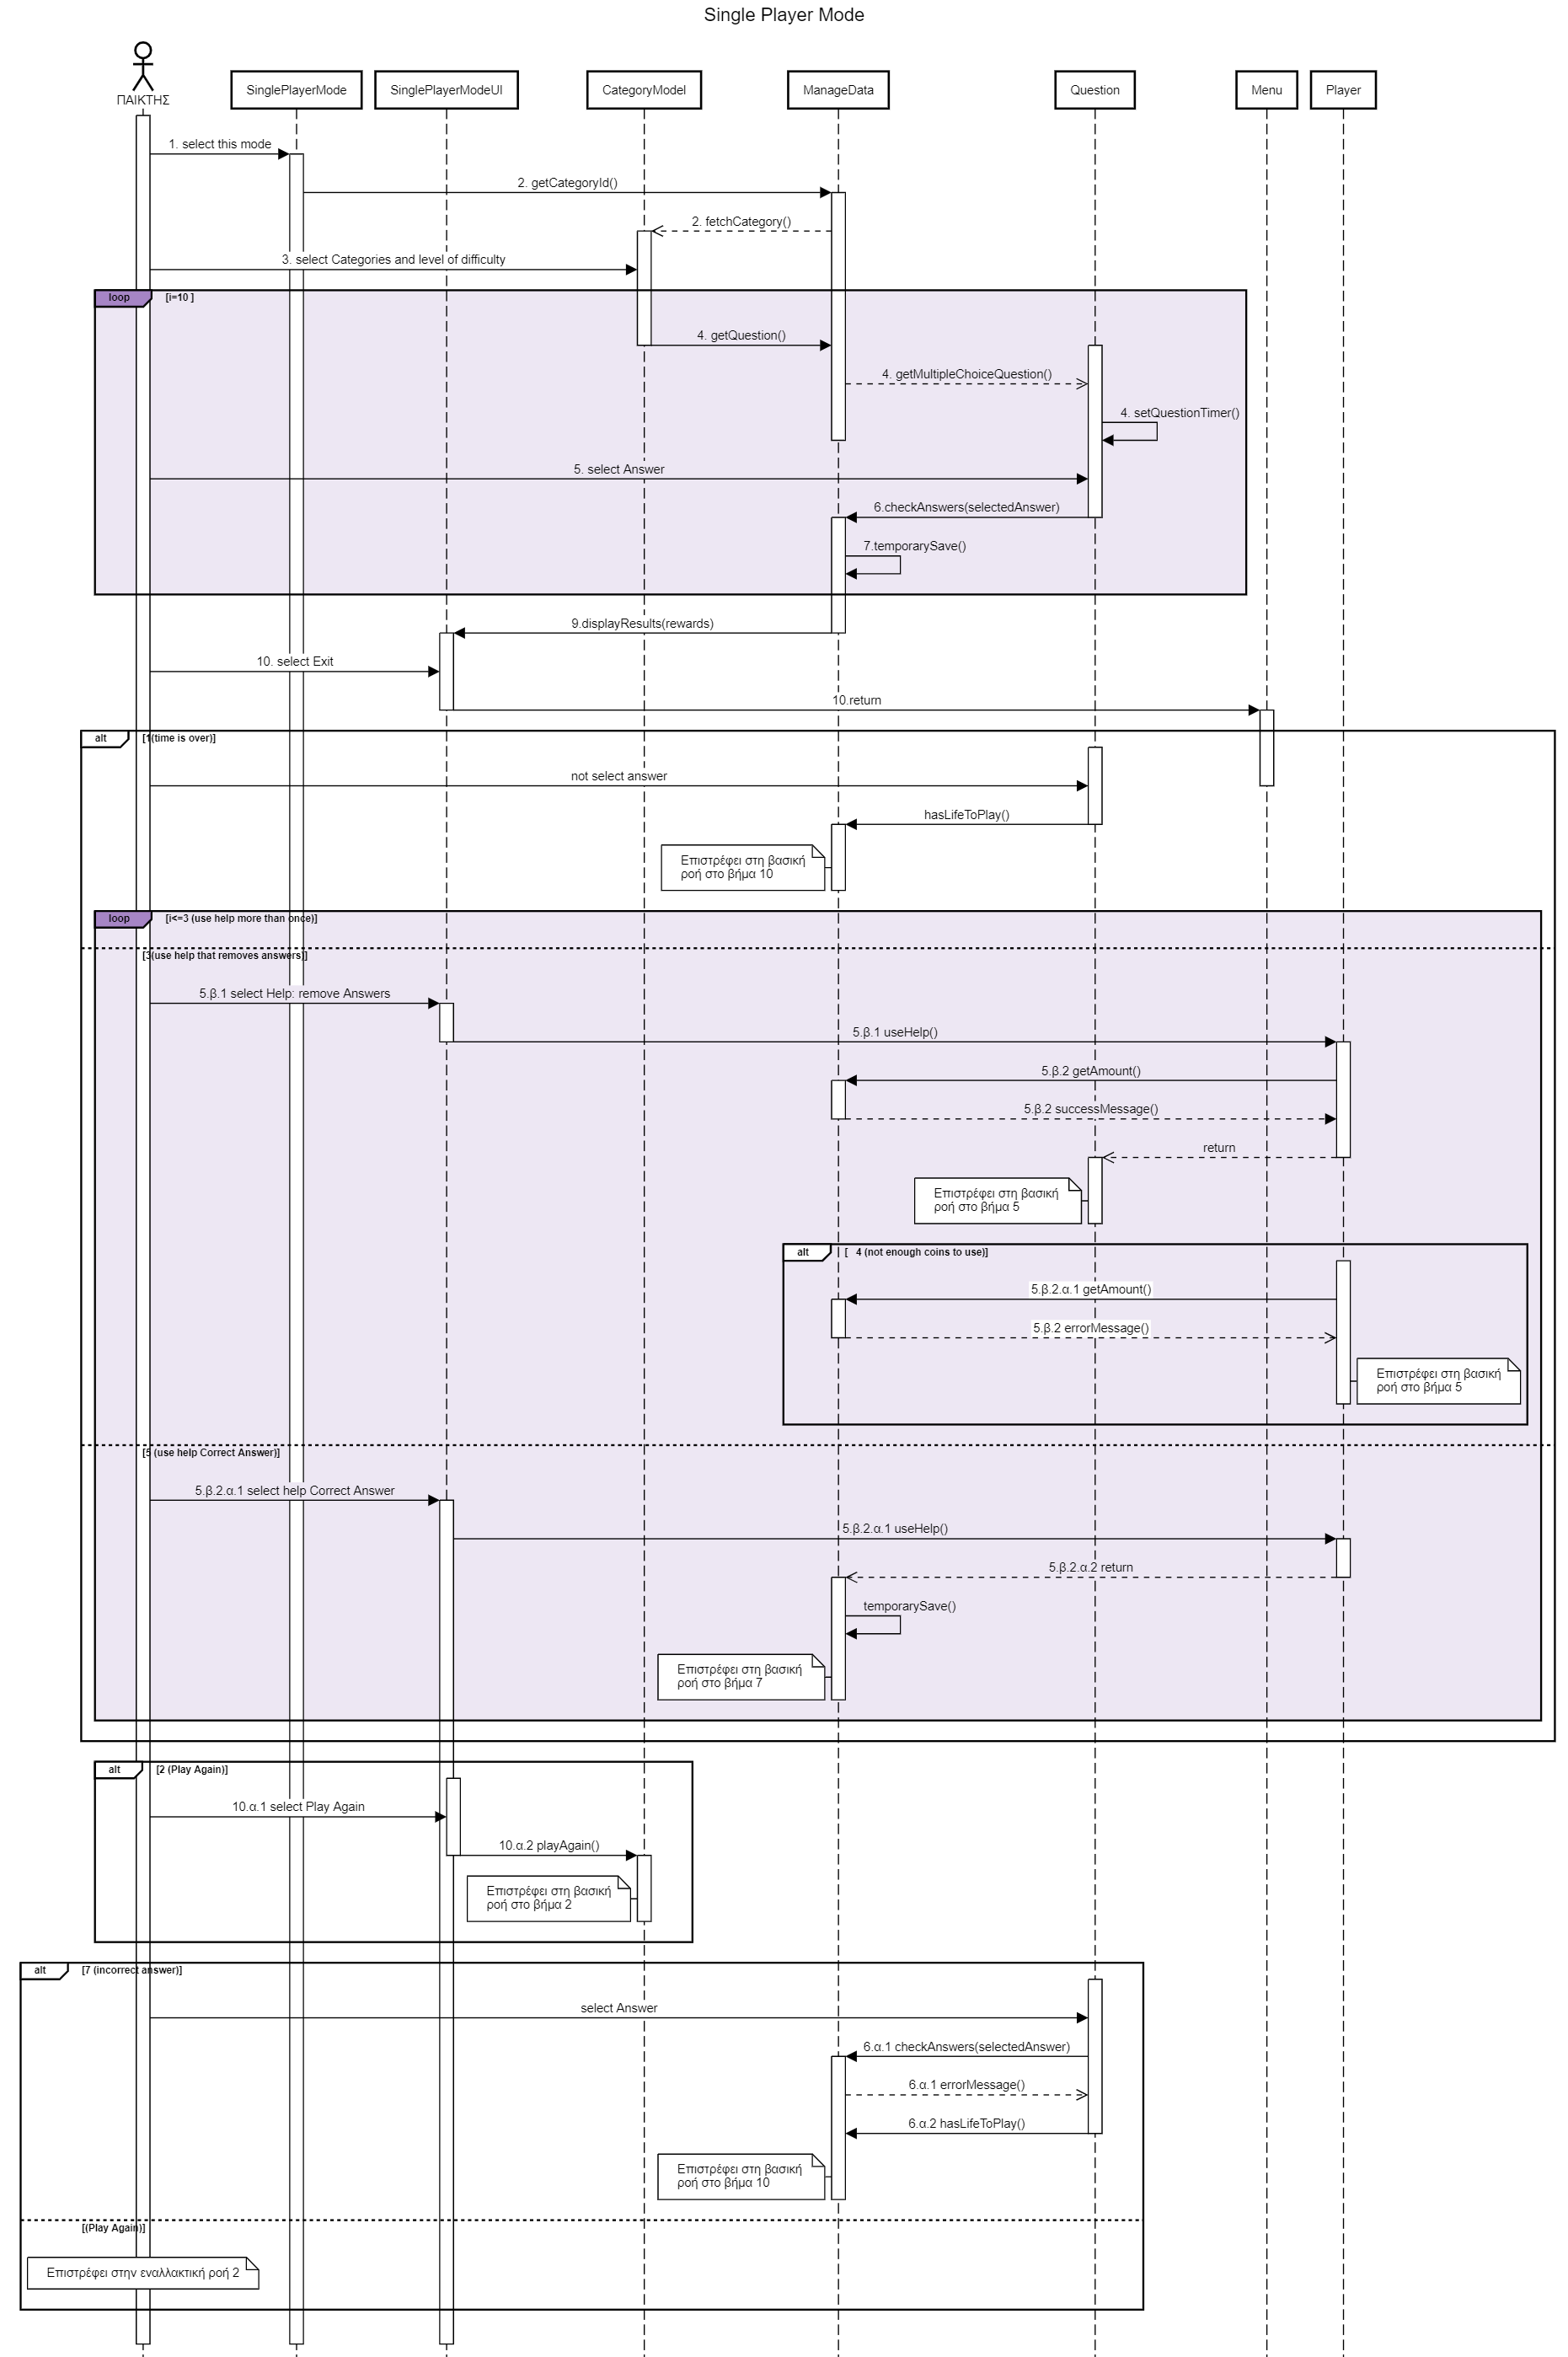 Single Player Mode
ΠΑΙΚΤΗΣ
SinglePlayerMode
SinglePlayerModeUI
CategoryModel
ManageData
Question
Menu
Player
1. select this mode
2. getCategoryId()
2. fetchCategory()
3. select Categories and level of difficulty
loop
[i=10 ]
4. getQuestion()
4. getMultipleChoiceQuestion()
4. setQuestionTimer()
5. select Answer
6.checkAnswers(selectedAnswer)
7.temporarySave()
9.displayResults(rewards)
10. select Exit
10.return
alt
[1(time is over)]
not select answer
hasLifeToPlay()
Επιστρέφει στη βασική
ροή στο βήμα 10
loop
[i<=3 (use help more than once)]
[3(use help that removes answers)]
5.β.1 select Help: remove Answers
5.β.1 useHelp()
5.β.2 getAmount()
5.β.2 successMessage()
return
Επιστρέφει στη βασική
ροή στο βήμα 5
alt
[ 4 (not enough coins to use)]
5.β.2.α.1 getAmount()
5.β.2 errorMessage()
Επιστρέφει στη βασική
ροή στο βήμα 5
[5 (use help Correct Answer)]
5.β.2.α.1 select help Correct Answer
5.β.2.α.1 useHelp()
5.β.2.α.2 return
temporarySave()
Επιστρέφει στη βασική
ροή στο βήμα 7
alt
[2 (Play Again)]
10.α.1 select Play Again
10.α.2 playAgain()
Επιστρέφει στη βασική
ροή στο βήμα 2
alt
[7 (incorrect answer)]
select Answer
6.α.1 checkAnswers(selectedAnswer)
6.α.1 errorMessage()
6.α.2 hasLifeToPlay()
Επιστρέφει στη βασική
ροή στο βήμα 10
[(Play Again)]
Επιστρέφει στην εναλλακτική ροή 2